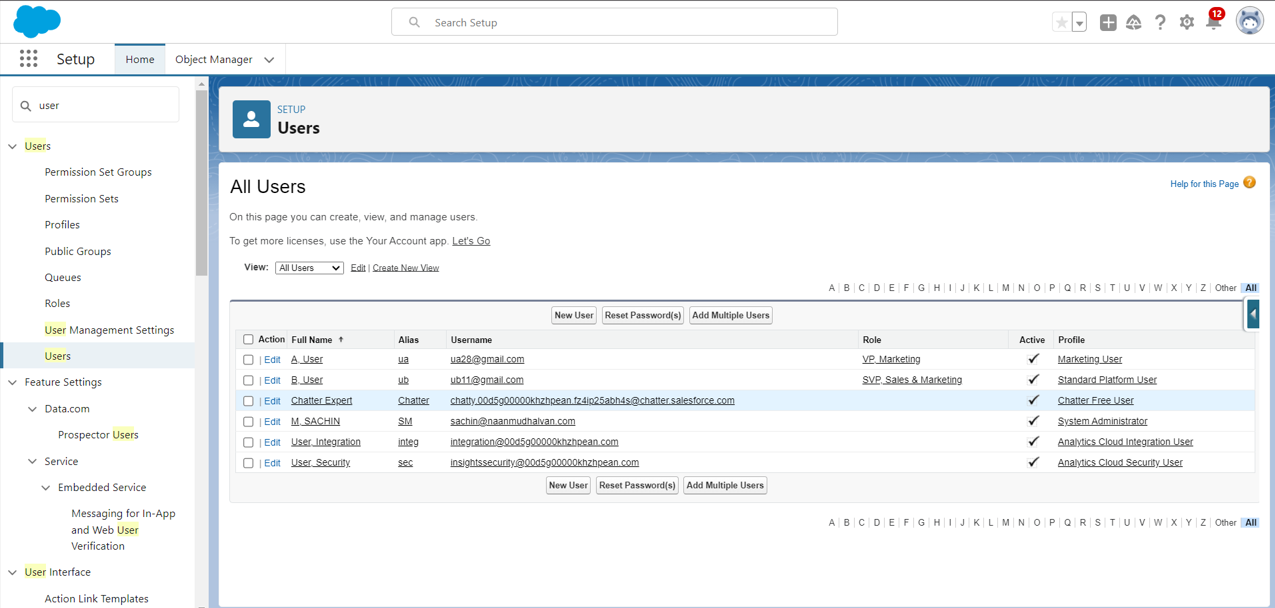 Search Setup
12
Setup
Home
Object Manager
user
Users
Permission Set Groups
Permission Sets
Profiles
Public Groups
Queues
Roles
User Management Settings
Users
Feature Settings
Data.com
Prospector Users
Service
Embedded Service
Messaging for In-App
and Web User
Verification
User Interface
Action Link Templates
SETUP
Users
All Users
Help for this Page ?
On this page you can create, view, and manage users.
To get more licenses, use the Your Account app. Let's Go
View: All Users Edit | Create New View
A | B | C | D | E | F | G | H | I | J | K | L | M | N | O | P | Q | R | S | T | U | V | W | X | Y | Z | Other | All
New User Reset Password(s) Add Multiple Users
Action Full Name ↑ Alias Username Role Active Profile
| Edit A, User ua ua28@gmail.com VP, Marketing ✓ Marketing User
| Edit B, User ub ub11@gmail.com SVP, Sales & Marketing ✓ Standard Platform User
| Edit Chatter Expert Chatter chatty.00d5g00000khzhpean.fz4ip25abh4s@chatter.salesforce.com ✓ Chatter Free User
| Edit M, SACHIN SM sachin@naanmudhalvan.com ✓ System Administrator
| Edit User, Integration integ integration@00d5g00000khzhpean.com ✓ Analytics Cloud Integration User
| Edit User, Security sec insightssecurity@00d5g00000khzhpean.com ✓ Analytics Cloud Security User
New User Reset Password(s) Add Multiple Users
A | B | C | D | E | F | G | H | I | J | K | L | M | N | O | P | Q | R | S | T | U | V | W | X | Y | Z | Other | All